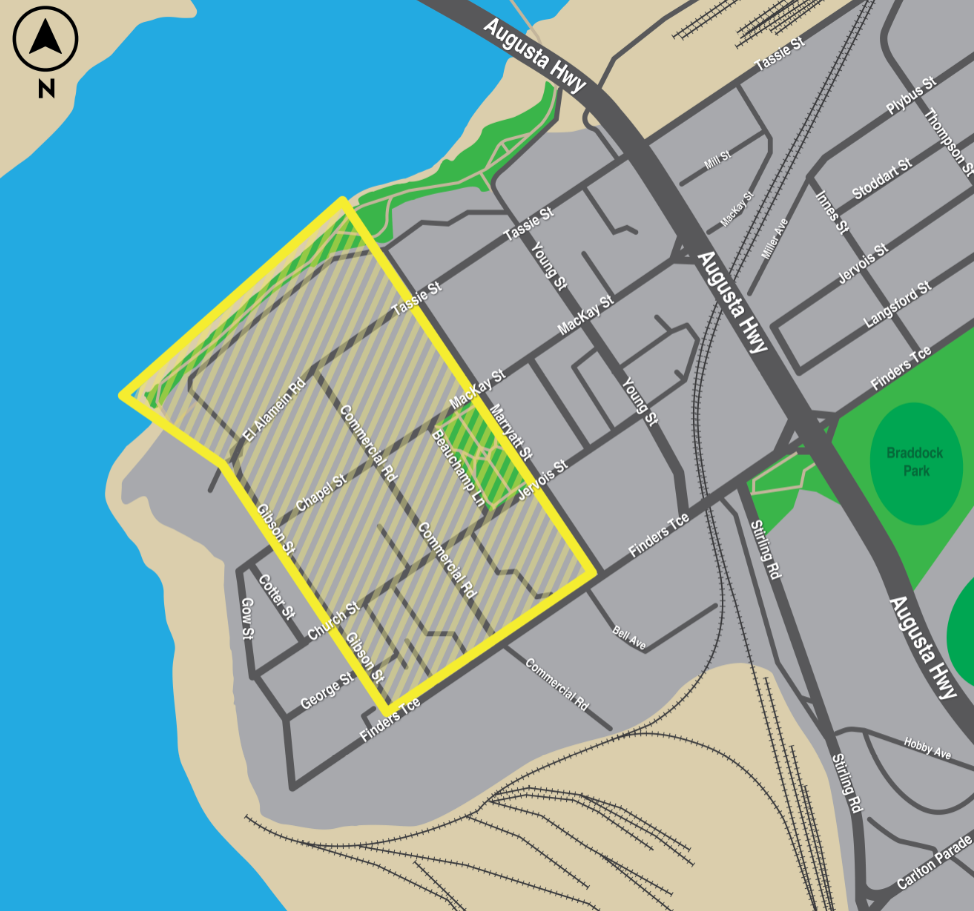 N
Augusta Hwy
Tassie St
Plybus St
Thompson St
Mill St
Stoddart St
MacKay St
Innes St
Miller Ave
Tassie St
Young St
Jervois St
Augusta Hwy
Langsford St
Tassie St
MacKay St
Finders Tce
MacKay St
El Alamein Rd
Commercial Rd
Young St
Marryatt St
Beauchamp Ln
Braddock
Park
Jervois St
Chapel St
Gibson St
Finders Tce
Stirling Rd
Commercial Rd
Cotter St
Gow St
Church St
Bell Ave
Augusta Hwy
Gibson St
George St
Commercial Rd
Finders Tce
Hobby Ave
Stirling Rd
Carlton Parade